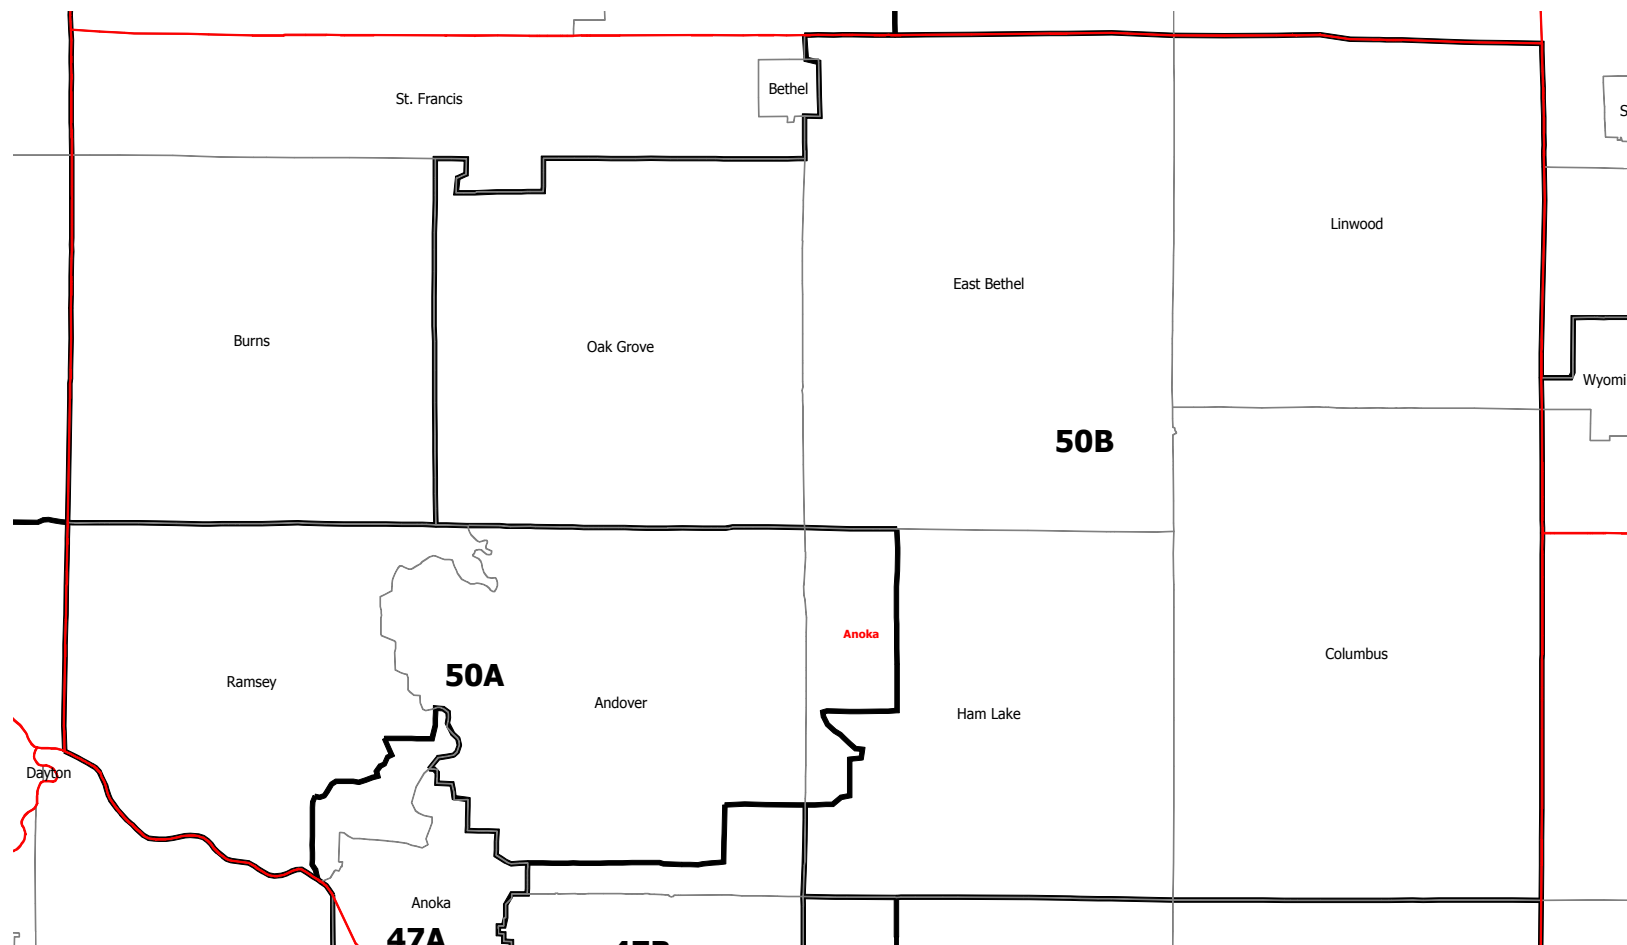 Bethel
St. Francis
S
Linwood
East Bethel
Burns
Oak Grove
Wyomi
50B
Anoka
Columbus
50A
Ramsey
Andover
Ham Lake
Dayton
Anoka
47A
47B